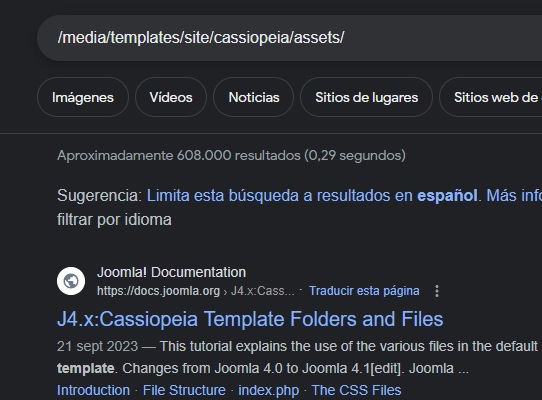 /media/templates/site/cassiopeia/assets/
Imágenes Vídeos Noticias Sitios de lugares Sitios web de
Aproximadamente 608.000 resultados (0,29 segundos)
Sugerencia: Limita esta búsqueda a resultados en español. Más info
filtrar por idioma
Joomla! Documentation
https://docs.joomla.org › J4.x:Cass... · Traducir esta página
J4.x:Cassiopeia Template Folders and Files
21 sept 2023 — This tutorial explains the use of the various files in the default
template. Changes from Joomla 4.0 to Joomla 4.1[edit]. Joomla ...
Introduction · File Structure · index.php · The CSS Files